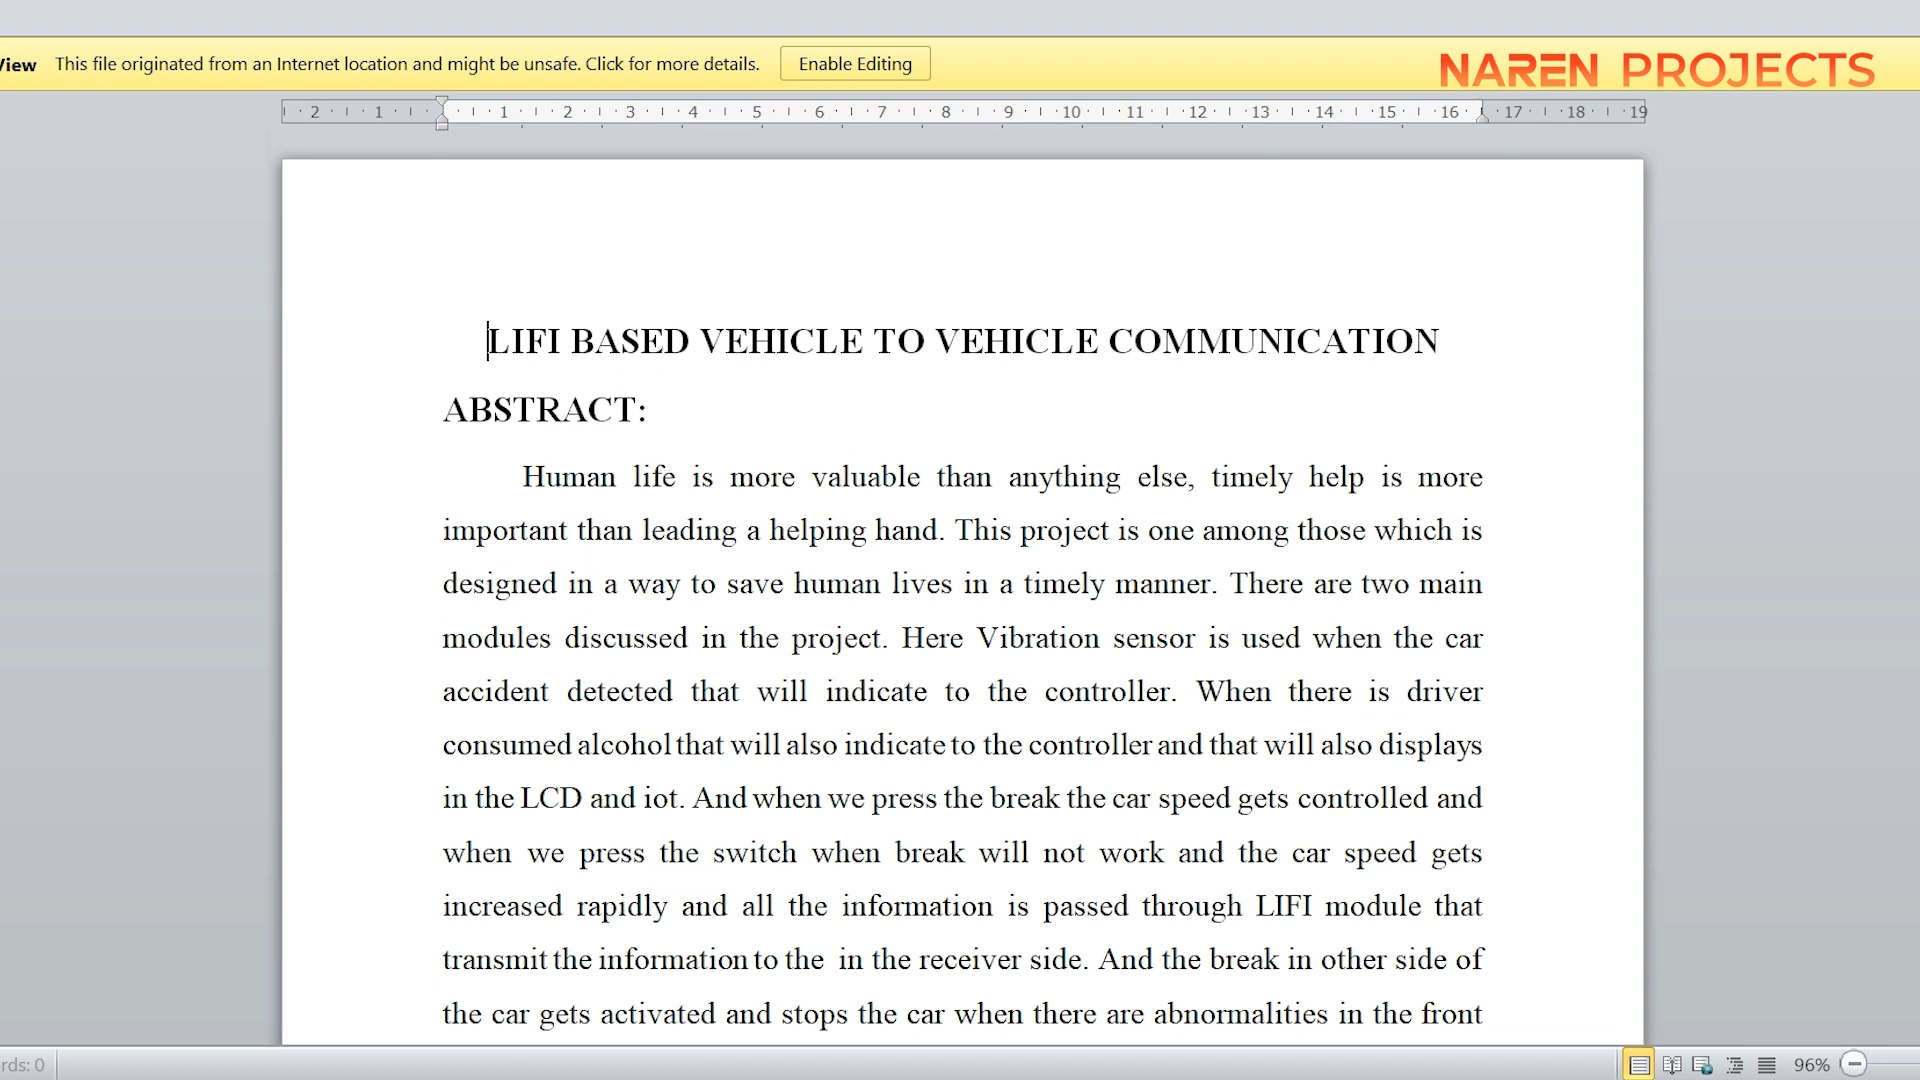 View This file originated from an Internet location and might be unsafe. Click for more details. Enable Editing
NAREN PROJECTS
2 1 1 2 3 4 5 6 7 8 9 10 11 12 13 14 15 16 17 18 19
LIFI BASED VEHICLE TO VEHICLE COMMUNICATION
ABSTRACT:
Human life is more valuable than anything else, timely help is more
important than leading a helping hand. This project is one among those which is
designed in a way to save human lives in a timely manner. There are two main
modules discussed in the project. Here Vibration sensor is used when the car
accident detected that will indicate to the controller. When there is driver
consumed alcohol that will also indicate to the controller and that will also displays
in the LCD and iot. And when we press the break the car speed gets controlled and
when we press the switch when break will not work and the car speed gets
increased rapidly and all the information is passed through LIFI module that
transmit the information to the in the receiver side. And the break in other side of
the car gets activated and stops the car when there are abnormalities in the front
rds: 0
96%